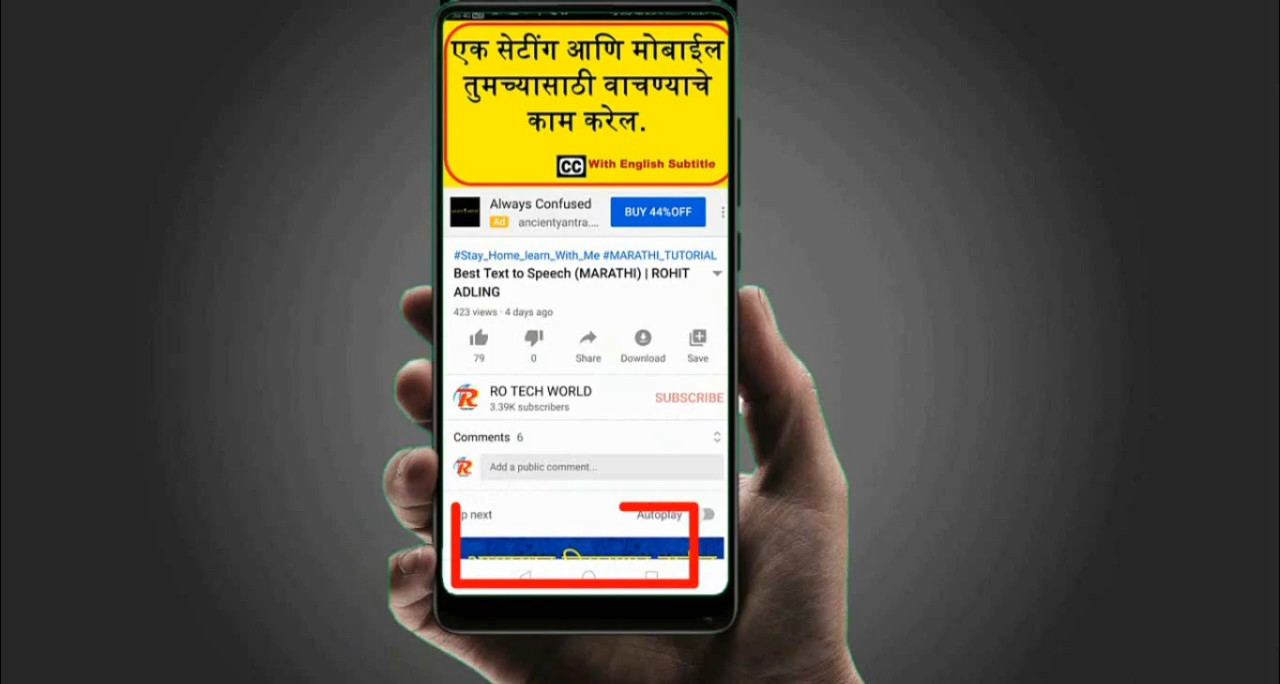 एक सेटींग आणि मोबाईल
तुमच्यासाठी वाचण्याचे
काम करेल.
CC With English Subtitle
Always Confused
BUY 44%OFF
Ad ancientyantra....
#Stay_Home_learn_With_Me #MARATHI_TUTORIAL
Best Text to Speech (MARATHI) | ROHIT
ADLING
423 views · 4 days ago
79 0 Share Download Save
RO TECH WORLD
3.39K subscribers
SUBSCRIBE
Comments 6
Add a public comment...
p next Autoplay